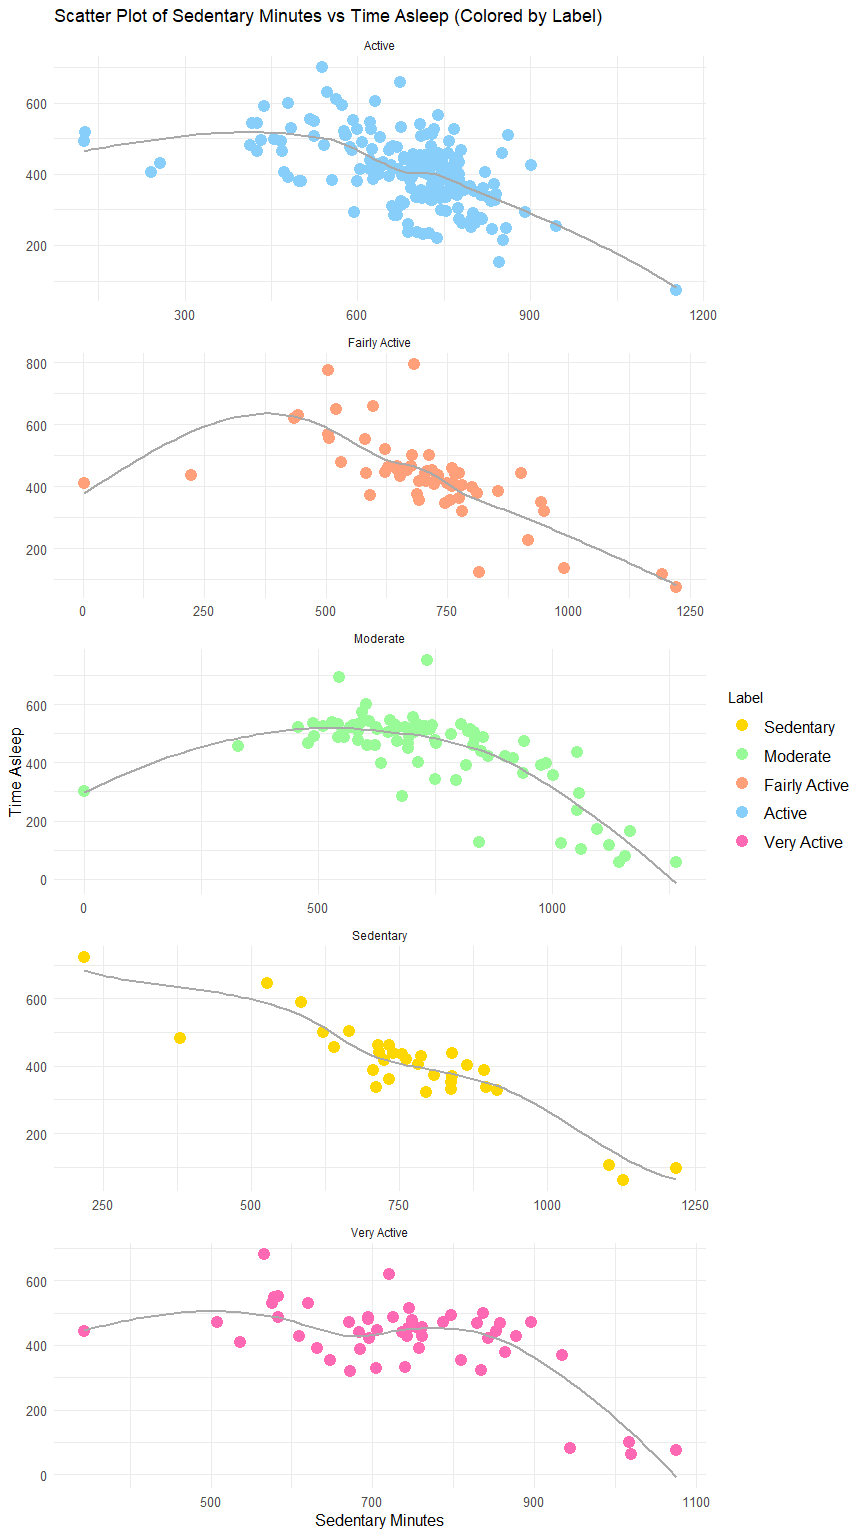 Scatter Plot of Sedentary Minutes vs Time Asleep (Colored by Label)
Active
600
400
200
300 600 900 1200
Fairly Active
800
600
400
200
0 250 500 750 1000 1250
Moderate
600
400
200
0
0 500 1000
Time Asleep
Label
Sedentary
Moderate
Fairly Active
Active
Very Active
Sedentary
600
400
200
250 500 750 1000 1250
Very Active
600
400
200
0
500 700 900 1100
Sedentary Minutes